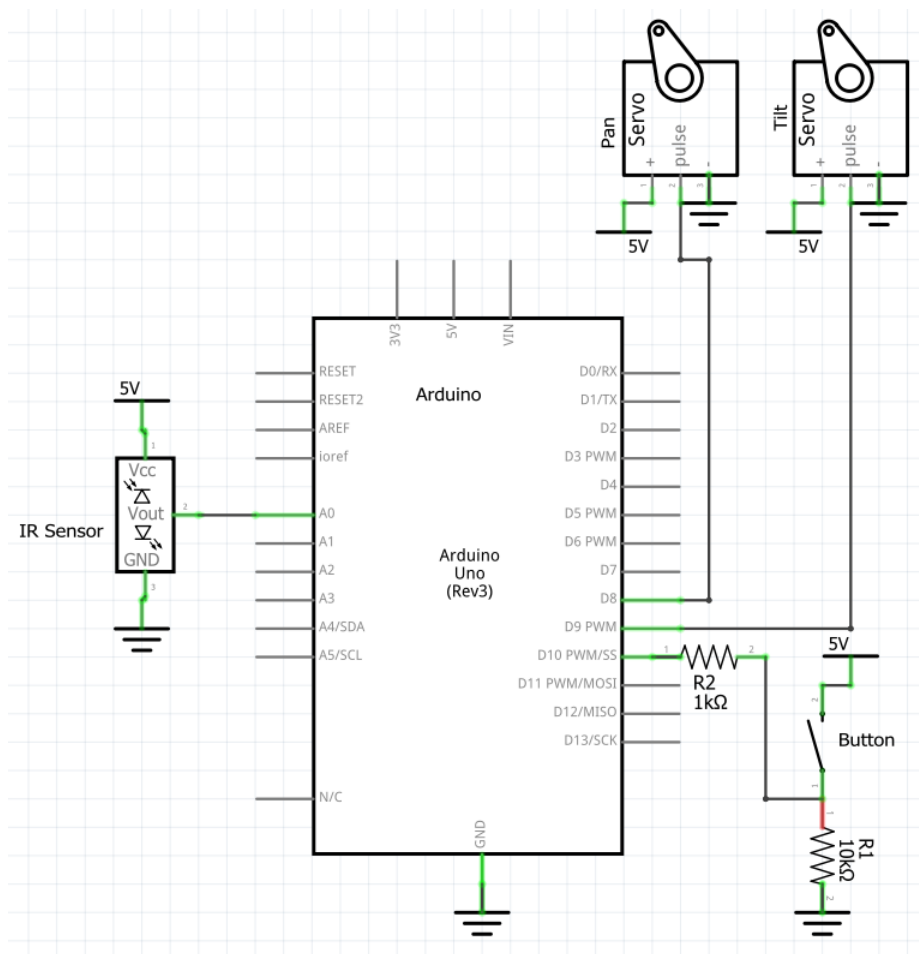 Pan
Servo
+
pulse
-
1
2
3
5V
Tilt
Servo
+
pulse
-
1
2
3
5V
3V3
5V
VIN
Arduino
RESET
RESET2
AREF
ioref
A0
A1
A2
A3
A4/SDA
A5/SCL
N/C
D0/RX
D1/TX
D2
D3 PWM
D4
D5 PWM
D6 PWM
D7
D8
D9 PWM
D10 PWM/SS
D11 PWM/MOSI
D12/MISO
D13/SCK
Arduino
Uno
(Rev3)
GND
5V
1
Vcc
Vout
2
GND
3
IR Sensor
1
2
R2
1kΩ
5V
2
Button
1
1
R1
10kΩ
2